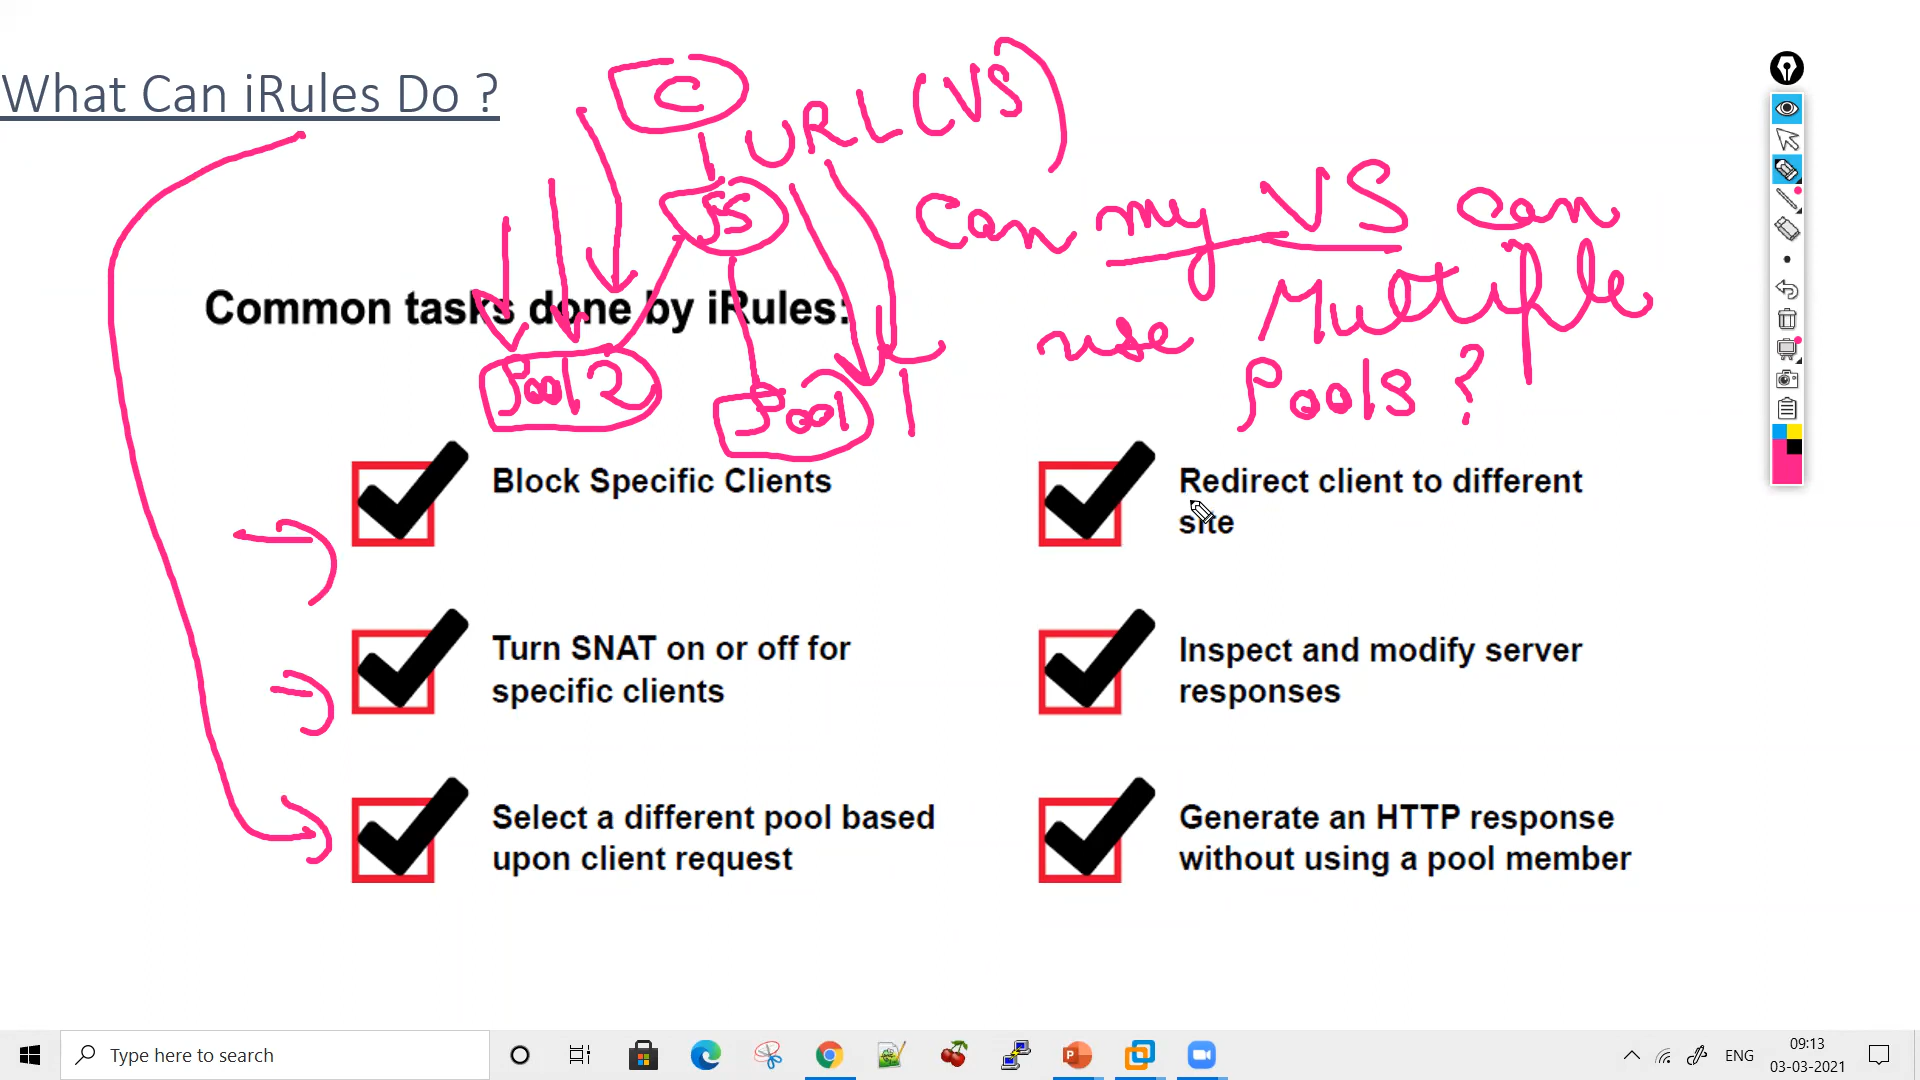 What Can iRules Do ?
C
URL (VS)
Can my VS can
use Multiple
Pools ?
Common tasks done by iRules:
Pool 2
Pool 1
Block Specific Clients
Redirect client to different
site
Turn SNAT on or off for
specific clients
Inspect and modify server
responses
Select a different pool based
upon client request
Generate an HTTP response
without using a pool member
Type here to search
ENG
09:13
03-03-2021